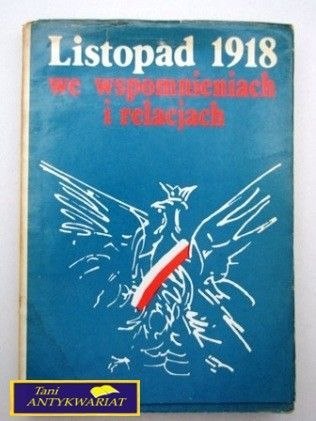 Listopad 1918
we wspomnieniach
i relacjach
Tani
ANTYKWARIAT